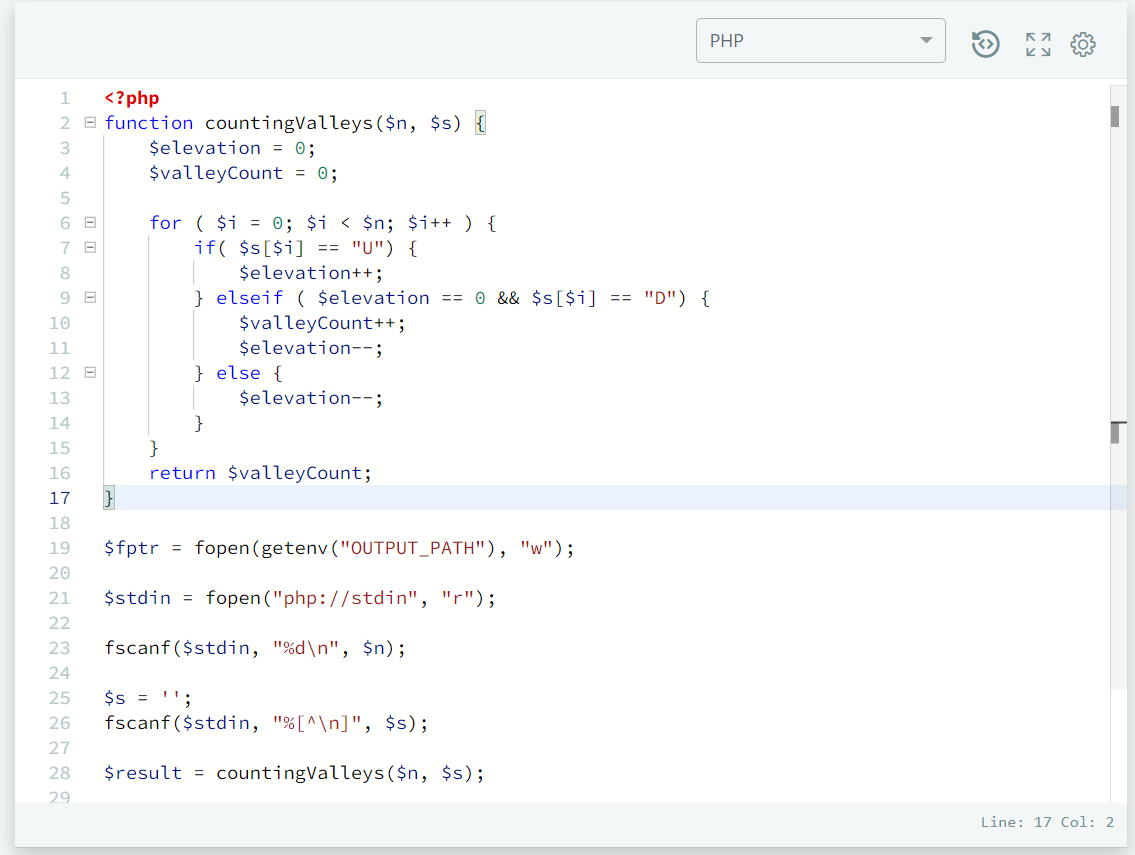 PHP
1 <?php
2 function countingValleys($n, $s) {
3     $elevation = 0;
4     $valleyCount = 0;
5
6     for ( $i = 0; $i < $n; $i++ ) {
7         if( $s[$i] == "U") {
8             $elevation++;
9         } elseif ( $elevation == 0 && $s[$i] == "D") {
10             $valleyCount++;
11             $elevation--;
12         } else {
13             $elevation--;
14         }
15     }
16     return $valleyCount;
17 }
18
19 $fptr = fopen(getenv("OUTPUT_PATH"), "w");
20
21 $stdin = fopen("php://stdin", "r");
22
23 fscanf($stdin, "%d\n", $n);
24
25 $s = '';
26 fscanf($stdin, "%[^\n]", $s);
27
28 $result = countingValleys($n, $s);
29
Line: 17 Col: 2